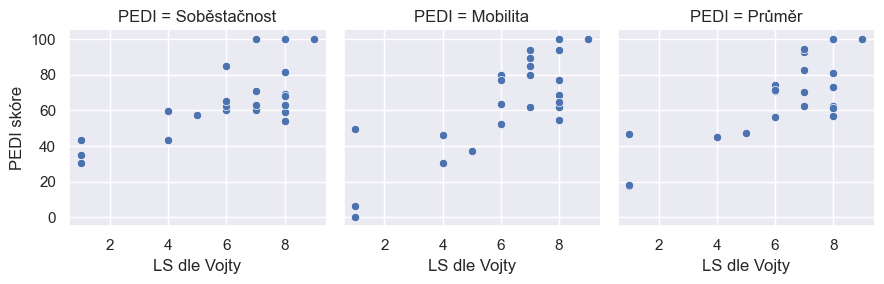 PEDI = Soběstačnost
PEDI = Mobilita
PEDI = Průměr
PEDI skóre
100
80
60
40
20
0
2 4 6 8
2 4 6 8
2 4 6 8
LS dle Vojty
LS dle Vojty
LS dle Vojty